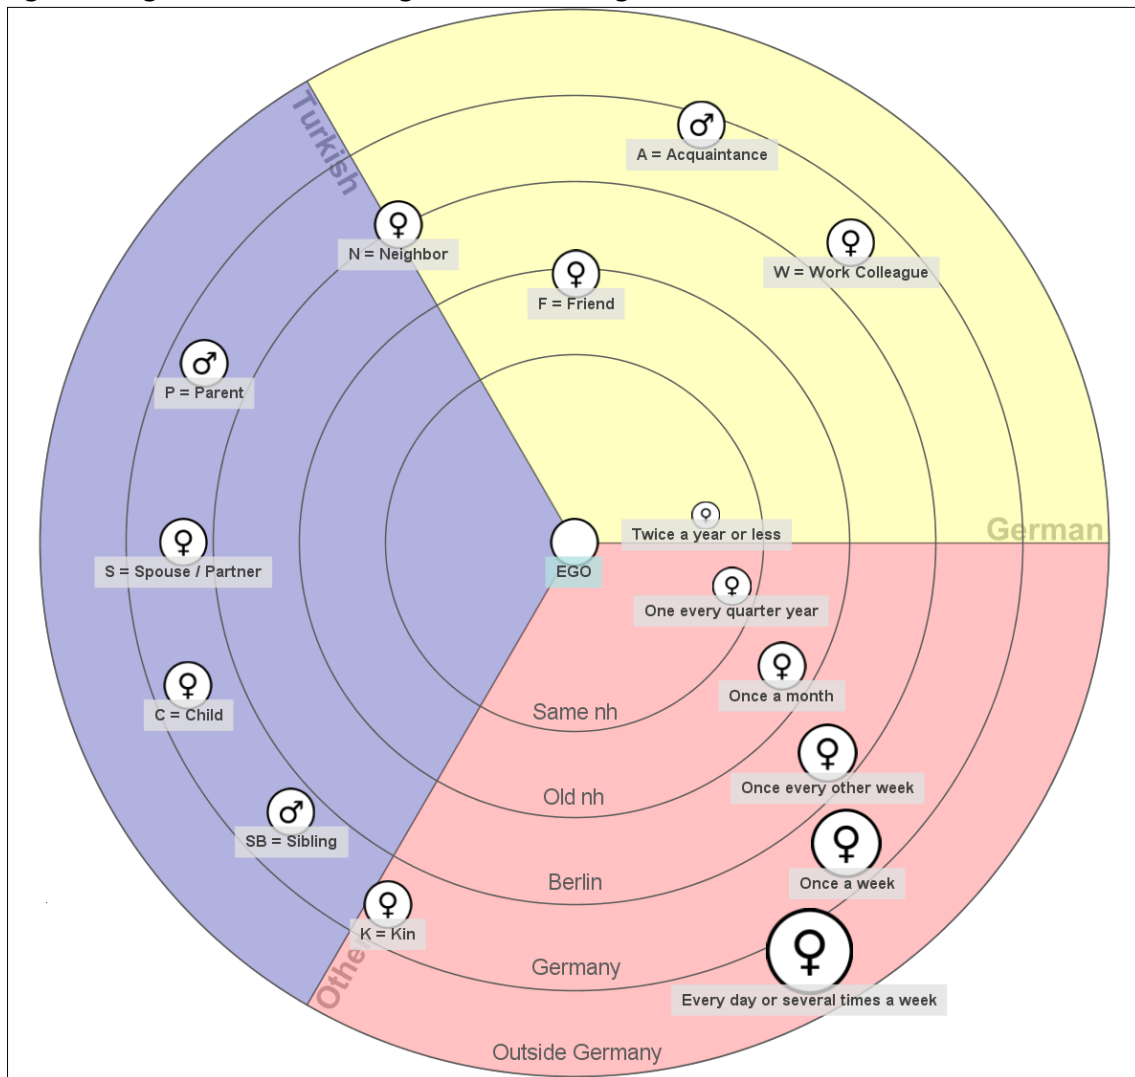 Turkish
A = Acquaintance
N = Neighbor
W = Work Colleague
F = Friend
P = Parent
German
Twice a year or less
S = Spouse / Partner
EGO
One every quarter year
Once a month
C = Child
Same nh
Once every other week
Old nh
SB = Sibling
Berlin
Once a week
K = Kin
Germany
Every day or several times a week
Outside Germany